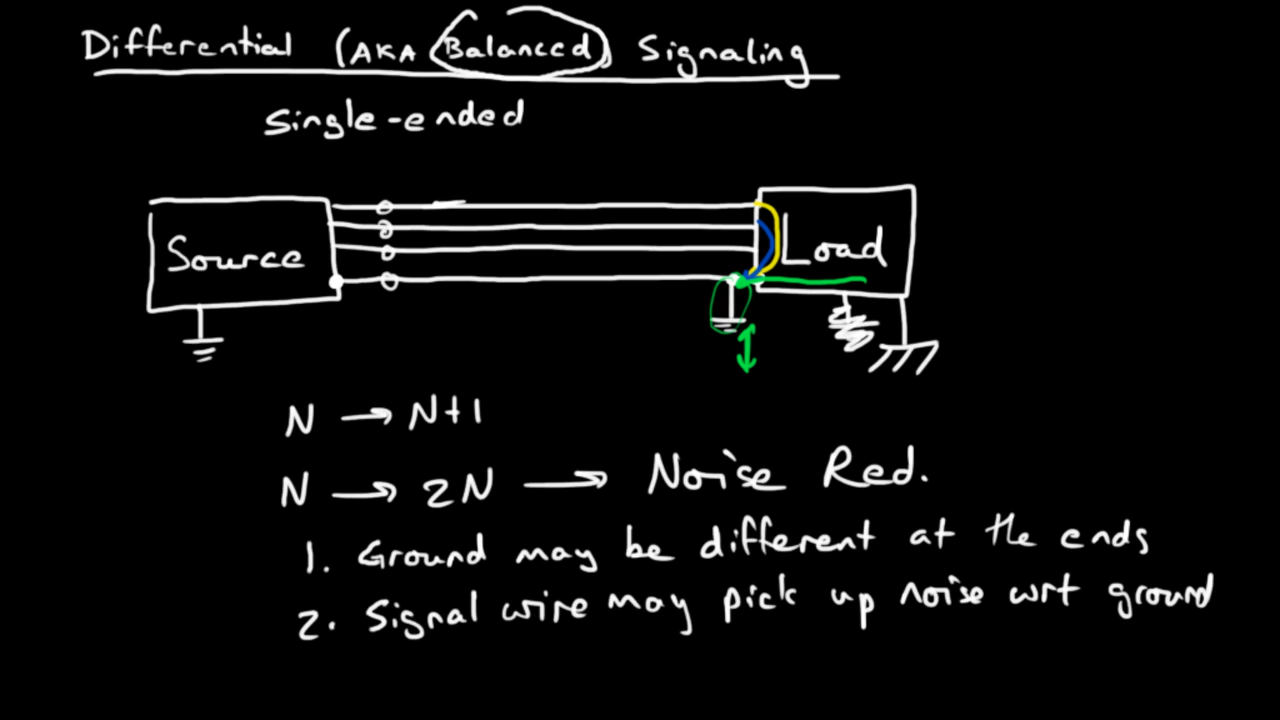 Differential (AKA Balanced) Signaling
Single-ended
Source
Load
N → N+1
N → 2N → Noise Red.
1. Ground may be different at the ends
2. Signal wire may pick up noise wrt ground